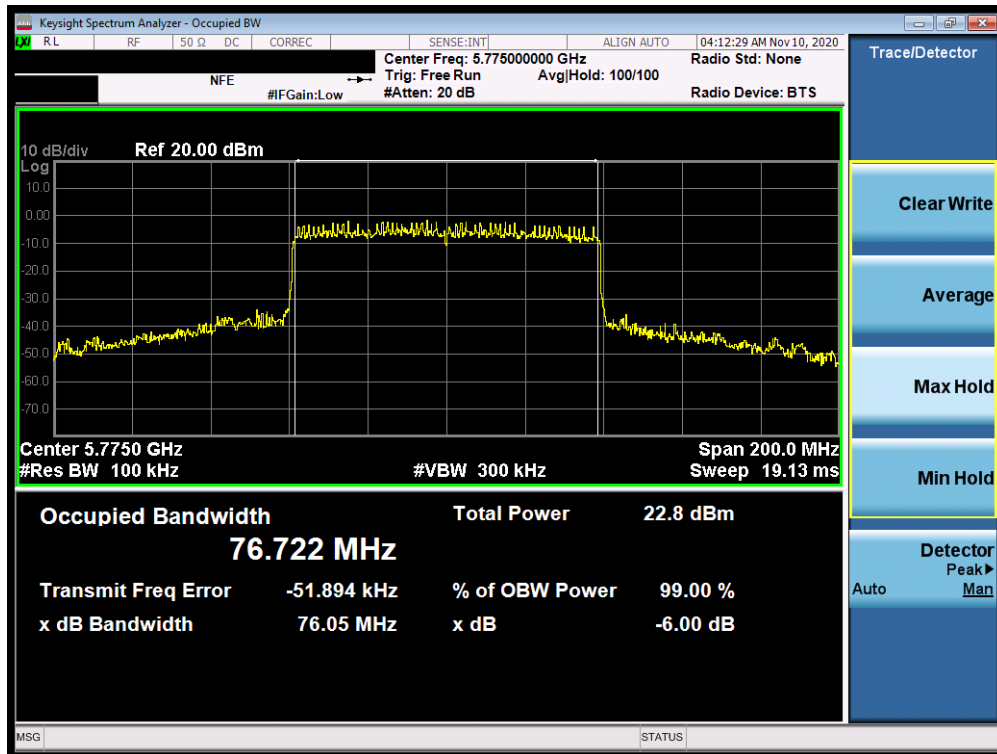 Keysight Spectrum Analyzer - Occupied BW
LXI RL RF 50 Ω DC CORREC SENSE:INT ALIGN AUTO 04:12:29 AM Nov 10, 2020
Center Freq: 5.775000000 GHz Radio Std: None
NFE Trig: Free Run Avg|Hold: 100/100
#IFGain:Low #Atten: 20 dB Radio Device: BTS
10 dB/div Ref 20.00 dBm
Log
10.0
0.00
-10.0
-20.0
-30.0
-40.0
-50.0
-60.0
-70.0
Center 5.7750 GHz Span 200.0 MHz
#Res BW 100 kHz #VBW 300 kHz Sweep 19.13 ms
Occupied Bandwidth Total Power 22.8 dBm
76.722 MHz
Transmit Freq Error -51.894 kHz % of OBW Power 99.00 %
x dB Bandwidth 76.05 MHz x dB -6.00 dB
MSG STATUS
Trace/Detector
Clear Write
Average
Max Hold
Min Hold
Detector
Peak▶
Auto Man